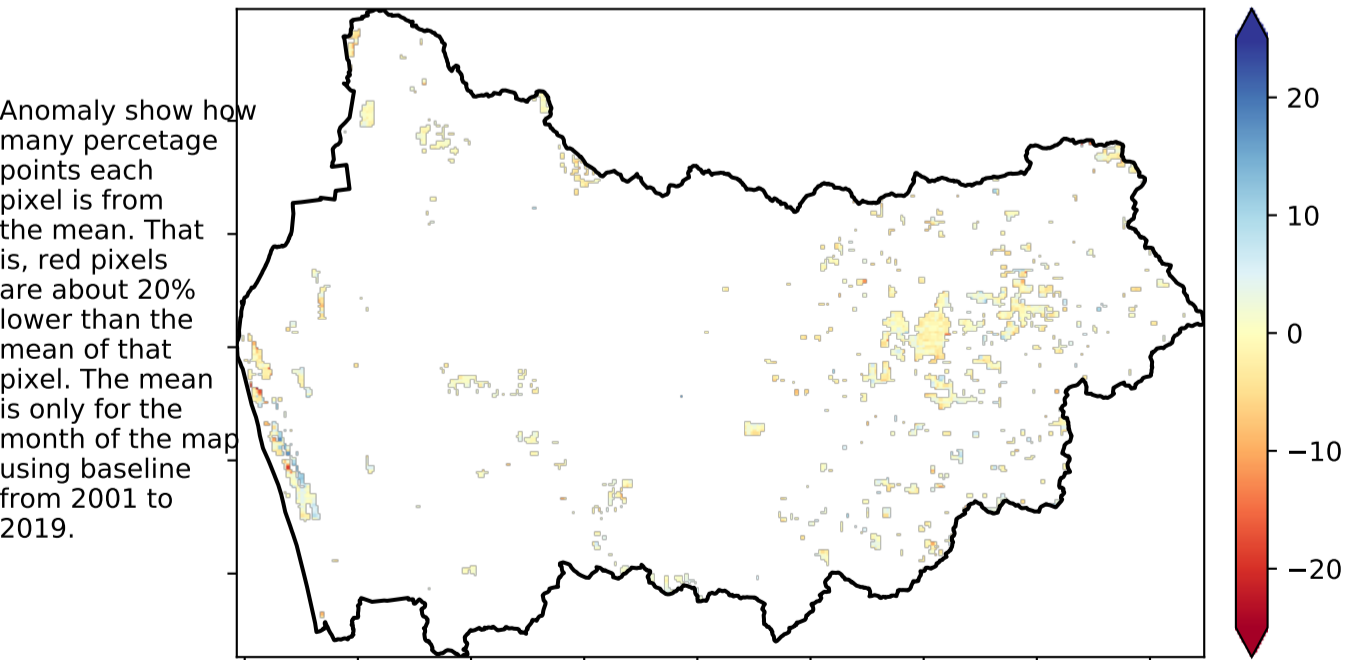 Anomaly show how
many percetage
points each
pixel is from
the mean. That
is, red pixels
are about 20%
lower than the
mean of that
pixel. The mean
is only for the
month of the map
using baseline
from 2001 to
2019.
20
10
0
−10
−20